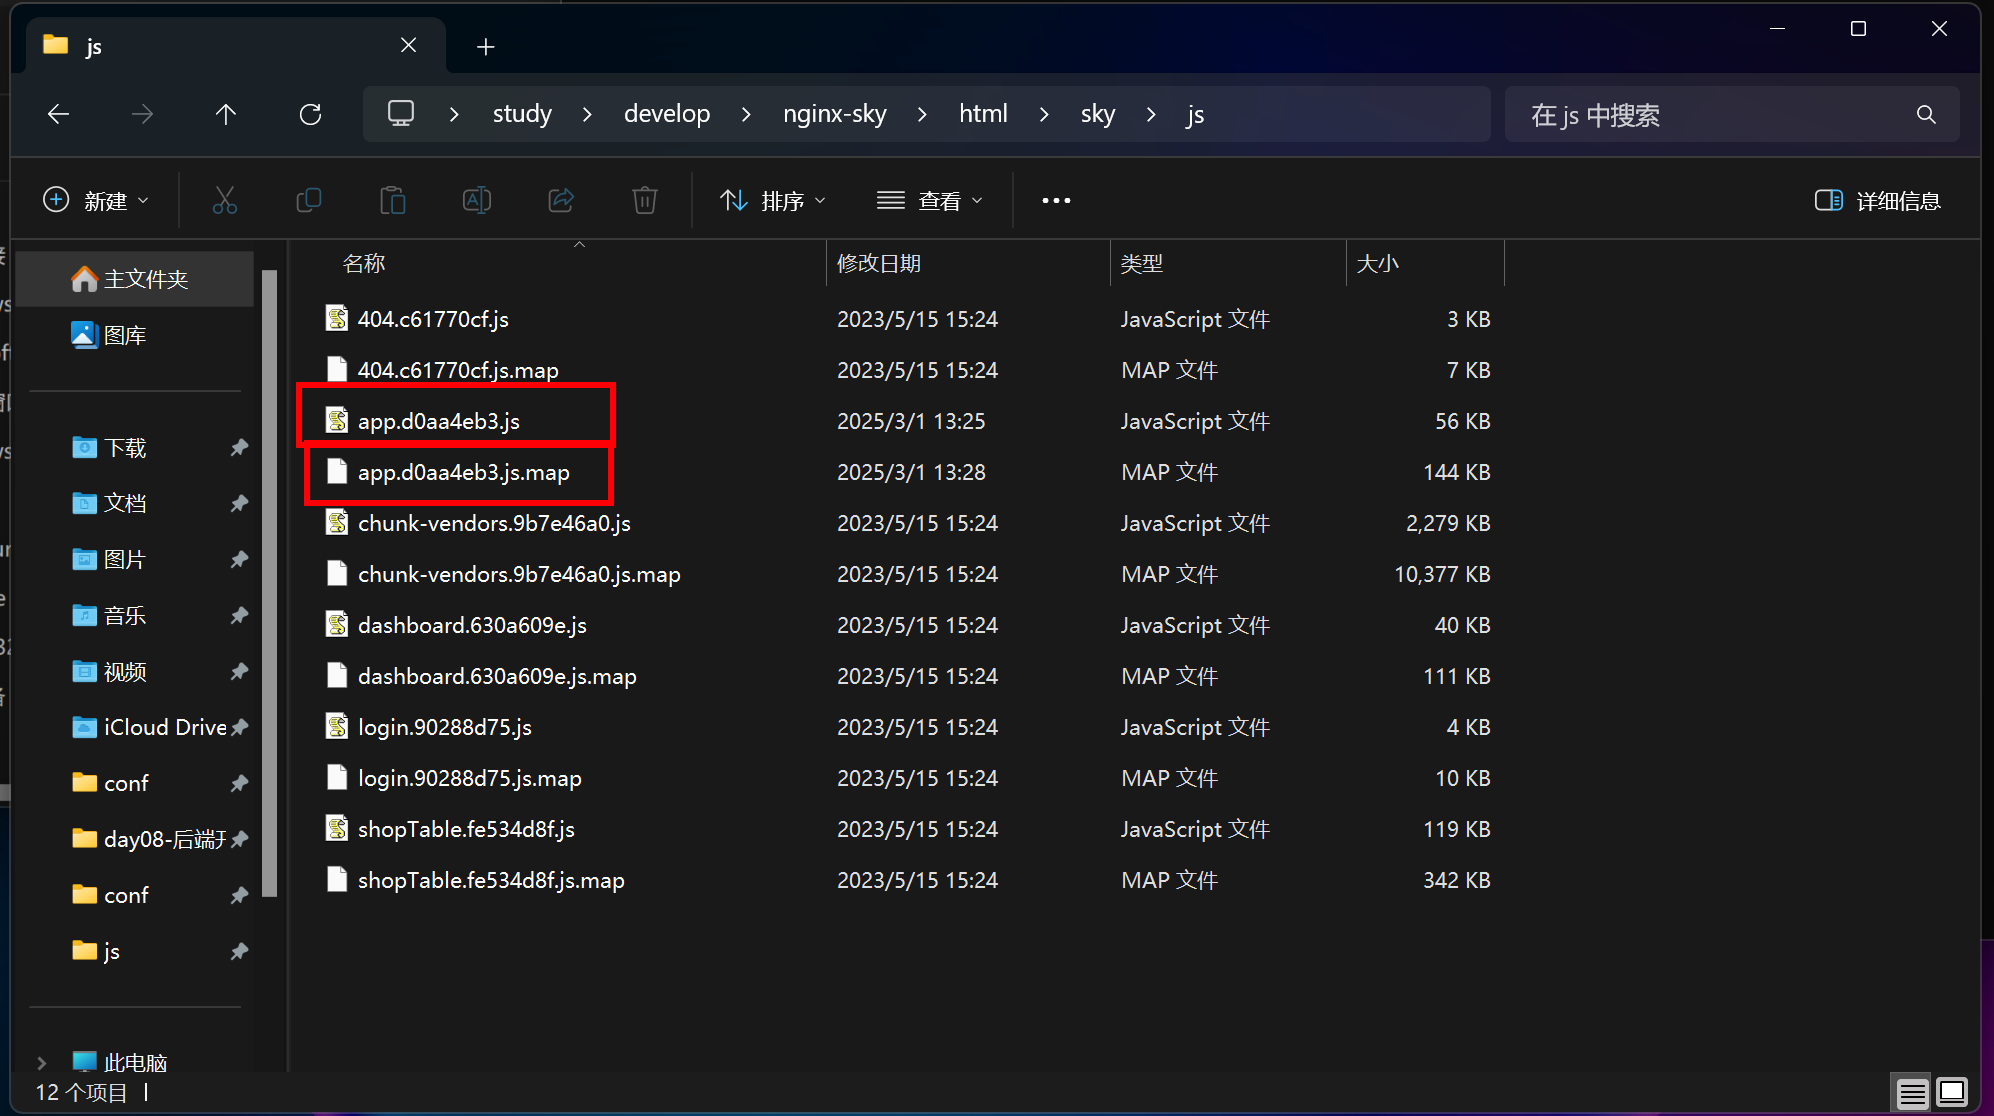 js
study > develop > nginx-sky > html > sky > js
在 js 中搜索
新建 排序 查看 ••• 详细信息
主文件夹
图库
下载
文档
图片
音乐
视频
iCloud Drive
conf
day08-后端开
conf
js
此电脑
名称 修改日期 类型 大小
404.c61770cf.js 2023/5/15 15:24 JavaScript 文件 3 KB
404.c61770cf.js.map 2023/5/15 15:24 MAP 文件 7 KB
app.d0aa4eb3.js 2025/3/1 13:25 JavaScript 文件 56 KB
app.d0aa4eb3.js.map 2025/3/1 13:28 MAP 文件 144 KB
chunk-vendors.9b7e46a0.js 2023/5/15 15:24 JavaScript 文件 2,279 KB
chunk-vendors.9b7e46a0.js.map 2023/5/15 15:24 MAP 文件 10,377 KB
dashboard.630a609e.js 2023/5/15 15:24 JavaScript 文件 40 KB
dashboard.630a609e.js.map 2023/5/15 15:24 MAP 文件 111 KB
login.90288d75.js 2023/5/15 15:24 JavaScript 文件 4 KB
login.90288d75.js.map 2023/5/15 15:24 MAP 文件 10 KB
shopTable.fe534d8f.js 2023/5/15 15:24 JavaScript 文件 119 KB
shopTable.fe534d8f.js.map 2023/5/15 15:24 MAP 文件 342 KB
12 个项目